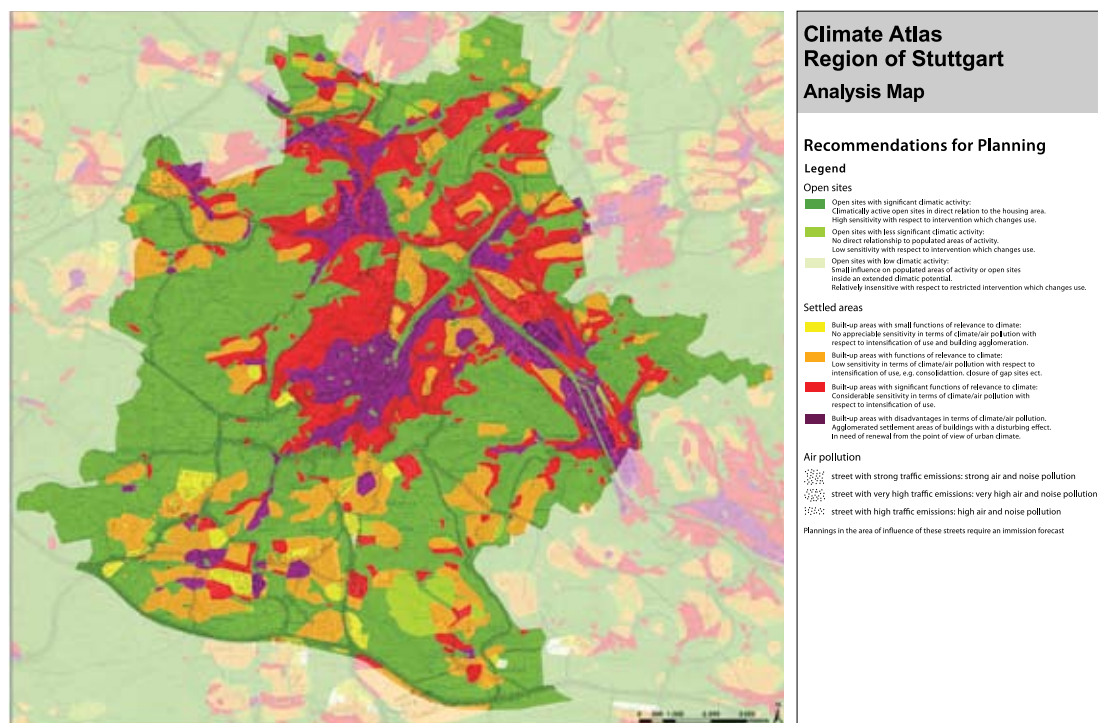 Climate Atlas
Region of Stuttgart
Analysis Map
Recommendations for Planning
Legend
Open sites
Open sites with significant climatic activity:
Climatically active open sites in direct relation to the housing area.
High sensitivity with respect to intervention which changes use.
Open sites with less significant climatic activity:
No direct relationship to populated areas of activity.
Low sensitivity with respect to intervention which changes use.
Open sites with low climatic activity:
Small influence on populated areas of activity or open sites
inside an extended climatic potential.
Relatively insensitive with respect to restricted intervention which changes use.
Settled areas
Built-up areas with small functions of relevance to climate:
No appreciable sensitivity in terms of climate/air pollution with
respect to intensification of use and building agglomeration.
Built-up areas with functions of relevance to climate:
Low sensitivity in terms of climate/air pollution with respect to
intensification of use, e.g. consolidattion. closure of gap sites ect.
Built-up areas with significant functions of relevance to climate:
Considerable sensitivity in terms of climate/air pollution with
respect to intensification of use.
Built-up areas with disadvantages in terms of climate/air pollution.
Agglomerated settlement areas of buildings with a disturbing effect.
In need of renewal from the point of view of urban climate.
Air pollution
street with strong traffic emissions: strong air and noise pollution
street with very high traffic emissions: very high air and noise pollution
street with high traffic emissions: high air and noise pollution
Plannings in the area of influence of these streets require an immission forecast